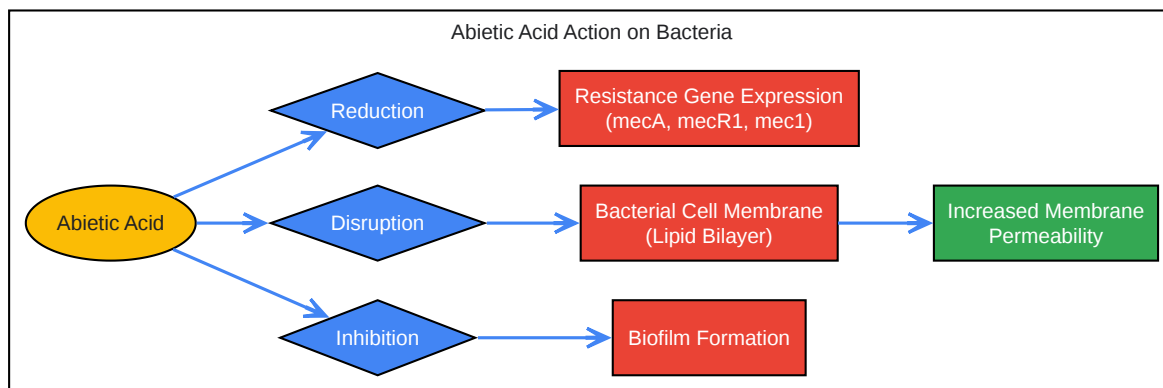 Abietic Acid Action on Bacteria
Reduction
Resistance Gene Expression
(mecA, mecR1, mec1)
Abietic Acid
Disruption
Bacterial Cell Membrane
(Lipid Bilayer)
Increased Membrane
Permeability
Inhibition
Biofilm Formation